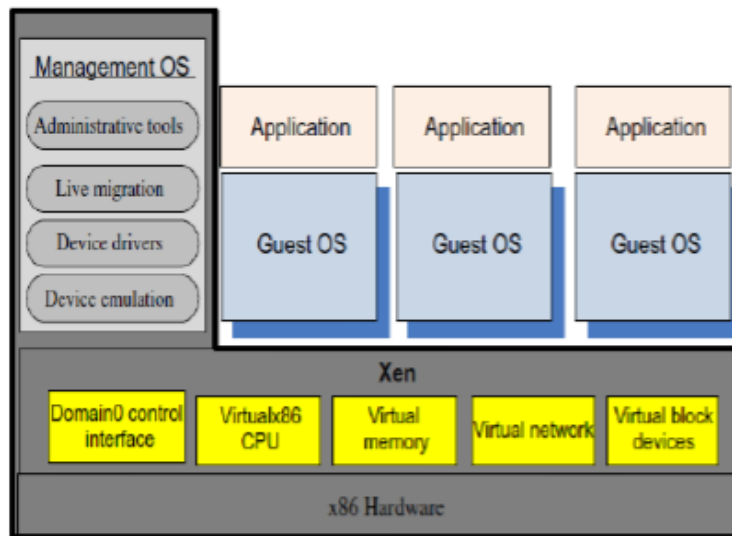 Management OS
Administrative tools
Live migration
Device drivers
Device emulation
Application
Guest OS
Application
Guest OS
Application
Guest OS
Xen
Domain0 control
interface
Virtualx86
CPU
Virtual
memory
Virtual network
Virtual block
devices
x86 Hardware